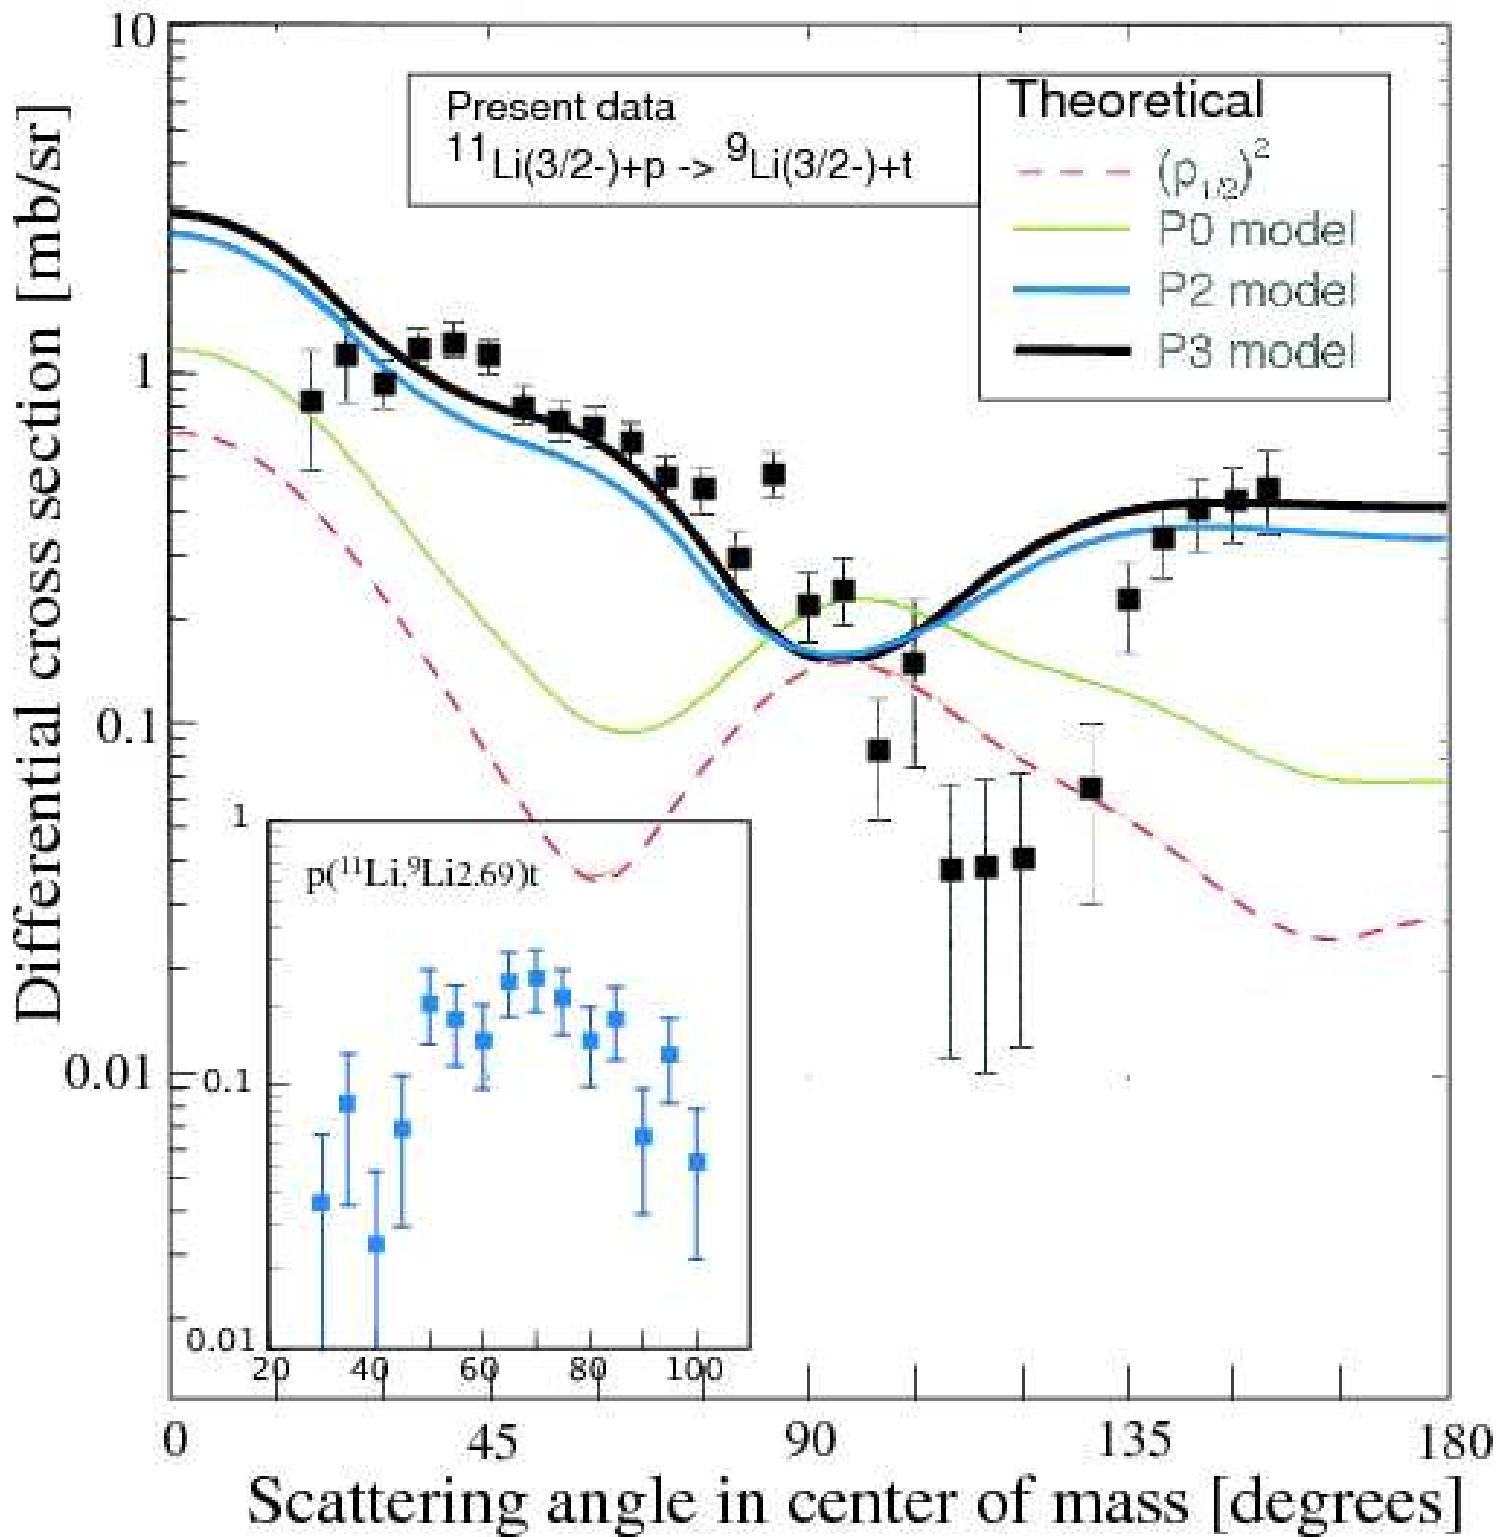 10
1
0.1
0.01
Differential cross section [mb/sr]
Present data
¹¹Li(3/2-)+p -> ⁹Li(3/2-)+t
Theoretical
(p₁/₂)²
P0 model
P2 model
P3 model
1
p(¹¹Li,⁹Li2.69)t
0.1
0.01
20 40 60 80 100
0 45 90 135 180
Scattering angle in center of mass [degrees]